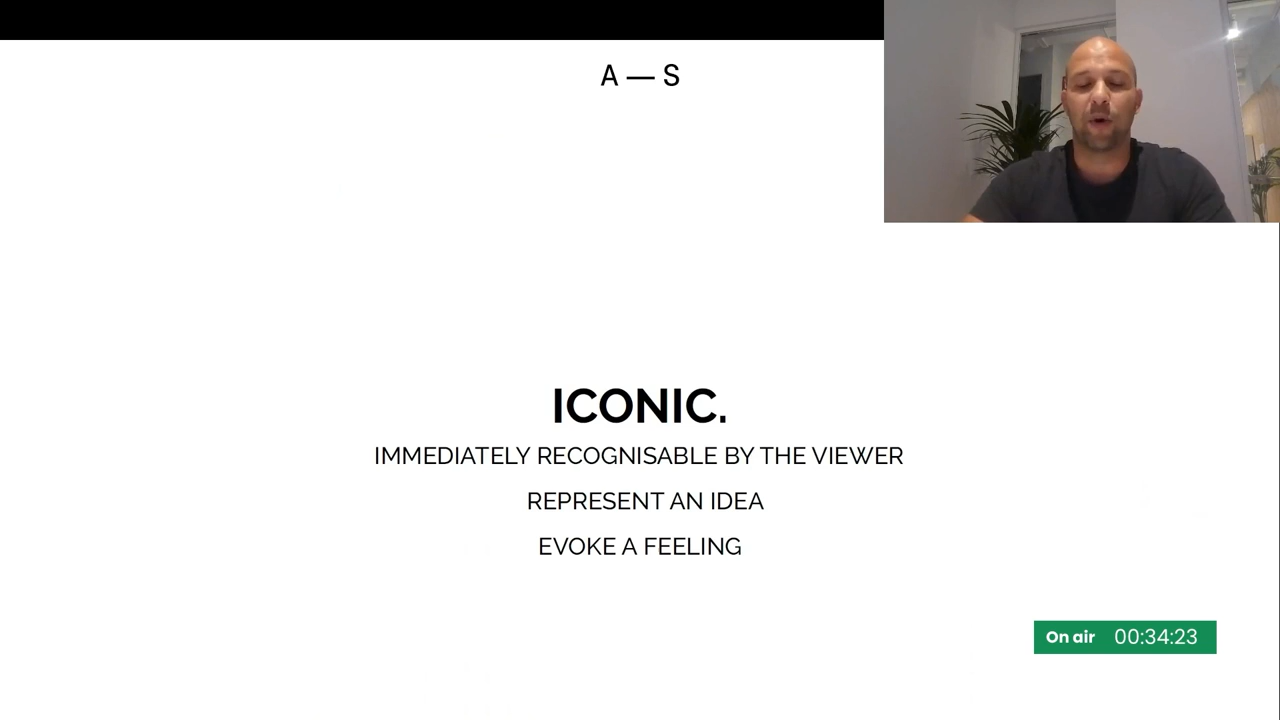 A — S
ICONIC.
IMMEDIATELY RECOGNISABLE BY THE VIEWER
REPRESENT AN IDEA
EVOKE A FEELING
On air 00:34:23